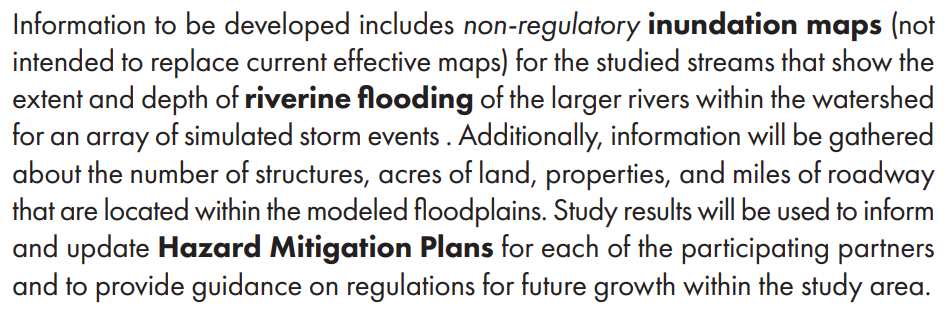 Information to be developed includes non-regulatory inundation maps (not
intended to replace current effective maps) for the studied streams that show the
extent and depth of riverine flooding of the larger rivers within the watershed
for an array of simulated storm events . Additionally, information will be gathered
about the number of structures, acres of land, properties, and miles of roadway
that are located within the modeled floodplains. Study results will be used to inform
and update Hazard Mitigation Plans for each of the participating partners
and to provide guidance on regulations for future growth within the study area.